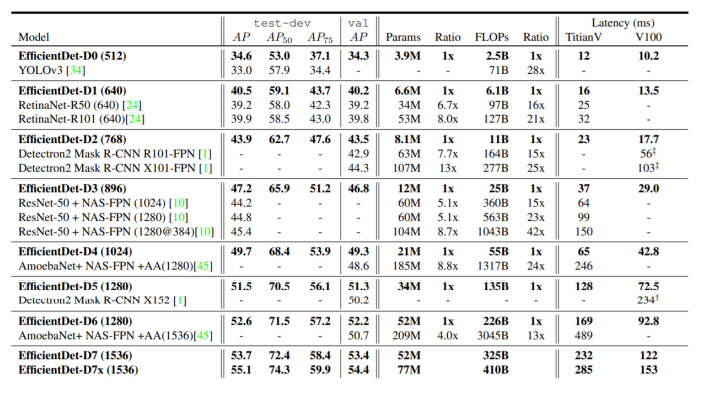 test-dev val Latency (ms)
Model AP AP50 AP75 AP Params Ratio FLOPs Ratio TitianV V100
EfficientDet-D0 (512) 34.6 53.0 37.1 34.3 3.9M 1x 2.5B 1x 12 10.2
YOLOv3 [34] 33.0 57.9 34.4 - - - 71B 28x - -
EfficientDet-D1 (640) 40.5 59.1 43.7 40.2 6.6M 1x 6.1B 1x 16 13.5
RetinaNet-R50 (640) [24] 39.2 58.0 42.3 39.2 34M 6.7x 97B 16x 25 -
RetinaNet-R101 (640)[24] 39.9 58.5 43.0 39.8 53M 8.0x 127B 21x 32 -
EfficientDet-D2 (768) 43.9 62.7 47.6 43.5 8.1M 1x 11B 1x 23 17.7
Detectron2 Mask R-CNN R101-FPN [1] - - - 42.9 63M 7.7x 164B 15x - 56‡
Detectron2 Mask R-CNN X101-FPN [1] - - - 44.3 107M 13x 277B 25x - 103‡
EfficientDet-D3 (896) 47.2 65.9 51.2 46.8 12M 1x 25B 1x 37 29.0
ResNet-50 + NAS-FPN (1024) [10] 44.2 - - - 60M 5.1x 360B 15x 64 -
ResNet-50 + NAS-FPN (1280) [10] 44.8 - - - 60M 5.1x 563B 23x 99 -
ResNet-50 + NAS-FPN (1280@384)[10] 45.4 - - - 104M 8.7x 1043B 42x 150 -
EfficientDet-D4 (1024) 49.7 68.4 53.9 49.3 21M 1x 55B 1x 65 42.8
AmoebaNet+ NAS-FPN +AA(1280)[45] - - - 48.6 185M 8.8x 1317B 24x 246 -
EfficientDet-D5 (1280) 51.5 70.5 56.1 51.3 34M 1x 135B 1x 128 72.5
Detectron2 Mask R-CNN X152 [1] - - - 50.2 - - - - - 234†
EfficientDet-D6 (1280) 52.6 71.5 57.2 52.2 52M 1x 226B 1x 169 92.8
AmoebaNet+ NAS-FPN +AA(1536)[45] - - - 50.7 209M 4.0x 3045B 13x 489 -
EfficientDet-D7 (1536) 53.7 72.4 58.4 53.4 52M 325B 232 122
EfficientDet-D7x (1536) 55.1 74.3 59.9 54.4 77M 410B 285 153